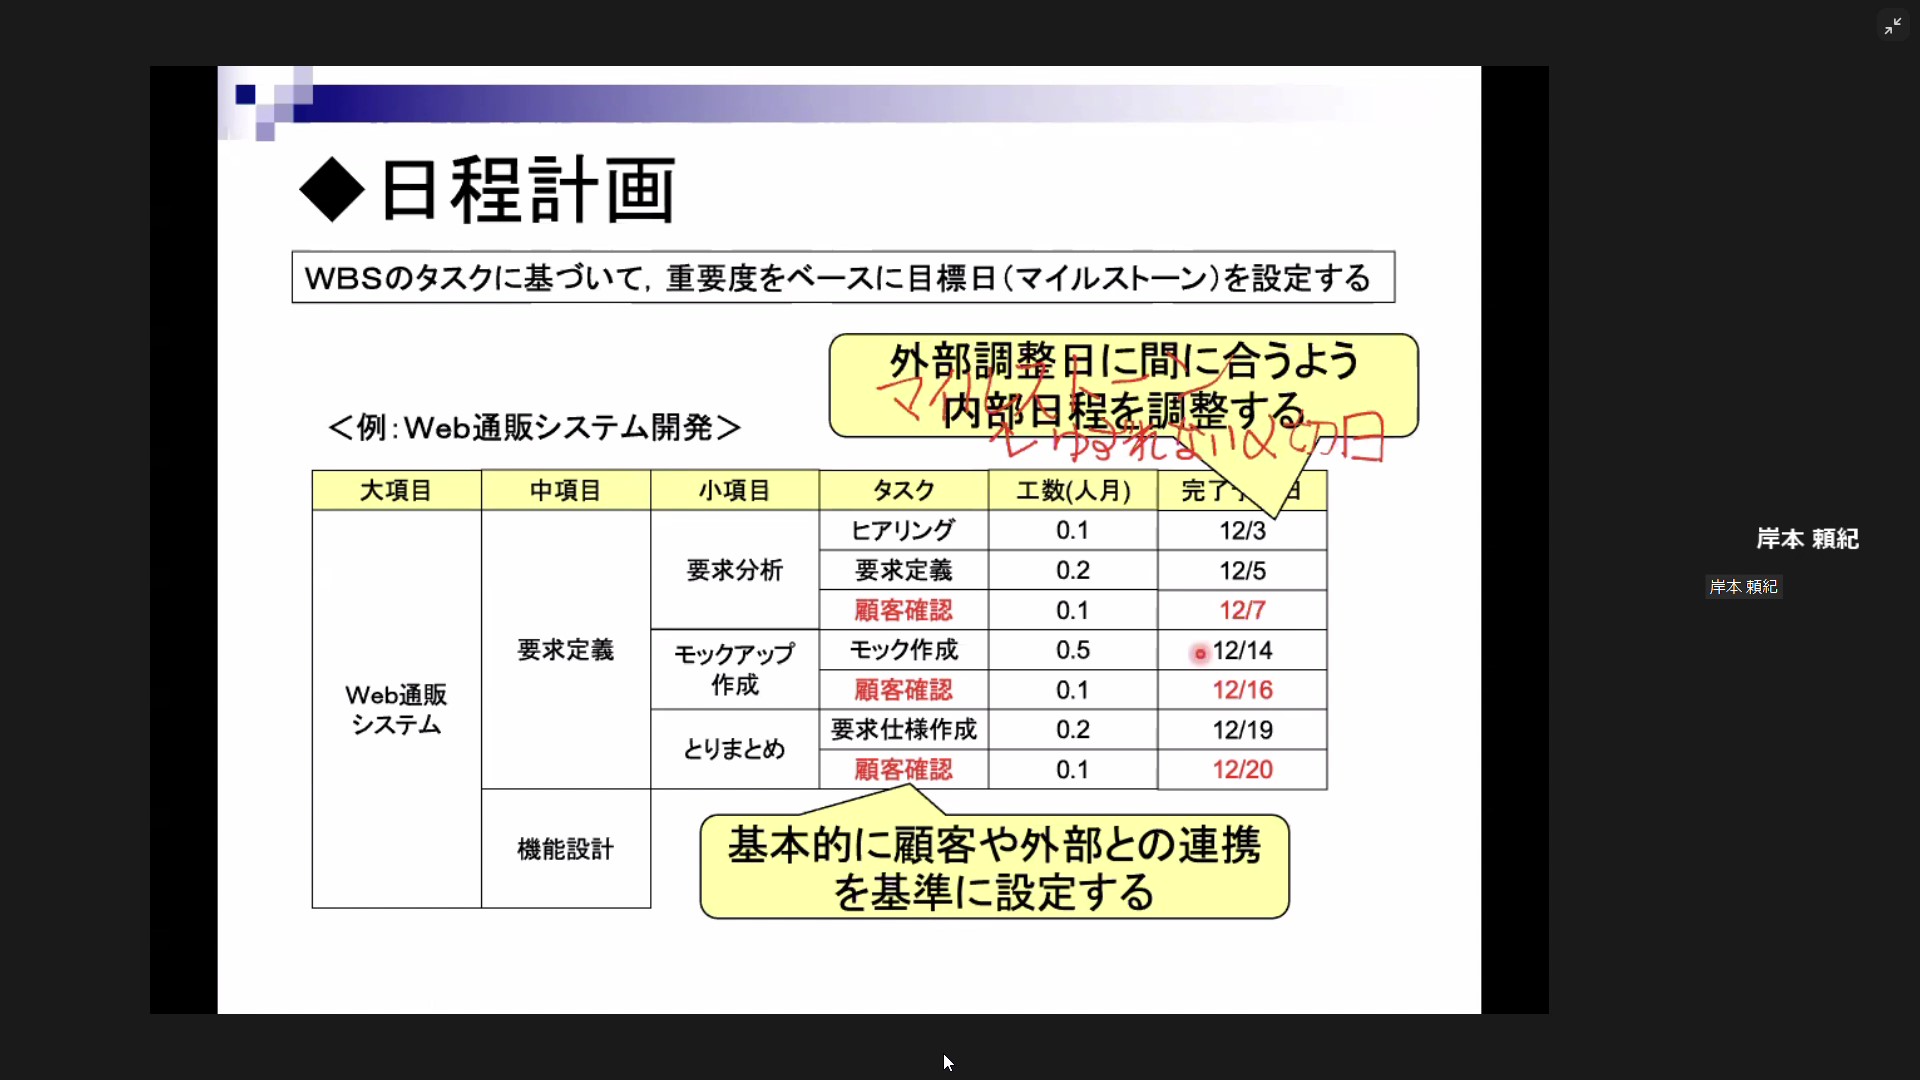 ◆日程計画
WBSのタスクに基づいて，重要度をベースに目標日（マイルストーン）を設定する
外部調整日に間に合うよう
内部日程を調整する
マイルストーン
ゆずれない〆切日
＜例：Web通販システム開発＞
大項目 中項目 小項目 タスク 工数(人月) 完了予 日
Web通販
システム
要求定義
要求分析
ヒアリング 0.1 12/3
要求定義 0.2 12/5
顧客確認 0.1 12/7
モックアップ
作成
モック作成 0.5 12/14
顧客確認 0.1 12/16
とりまとめ
要求仕様作成 0.2 12/19
顧客確認 0.1 12/20
機能設計
基本的に顧客や外部との連携
を基準に設定する
岸本 頼紀
岸本 頼紀